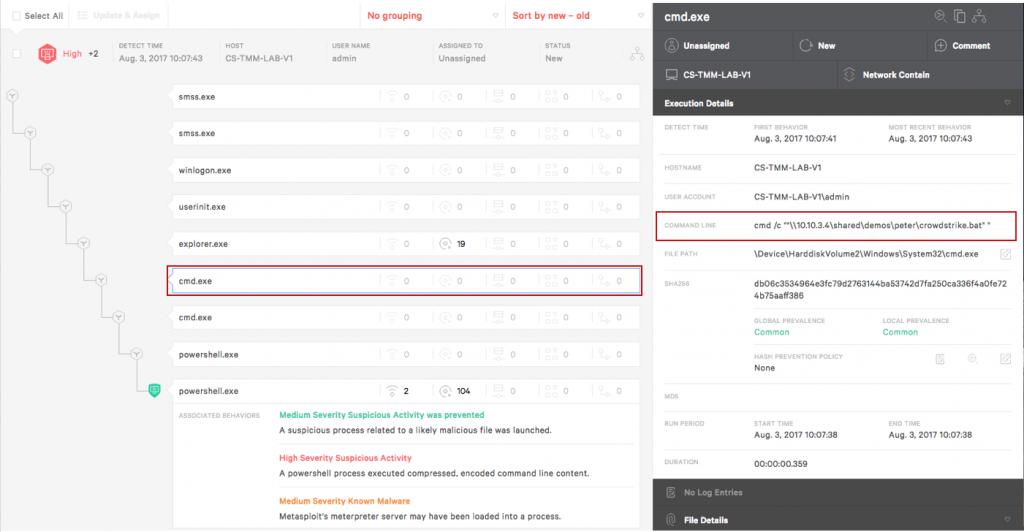 Select All
Update & Assign
No grouping
Sort by new – old
High +2
DETECT TIME
Aug. 3, 2017 10:07:43
HOST
CS-TMM-LAB-V1
USER NAME
admin
ASSIGNED TO
Unassigned
STATUS
New
smss.exe 0 0 0 0 0
smss.exe 0 0 0 0 0
winlogon.exe 0 0 0 0 0
userinit.exe 0 0 0 0 0
explorer.exe 0 19 0 0 0
cmd.exe 0 0 0 0 0
cmd.exe 0 0 0 0 0
powershell.exe 0 0 0 0 0
powershell.exe 2 104 0 0 0
ASSOCIATED BEHAVIORS
Medium Severity Suspicious Activity was prevented
A suspicious process related to a likely malicious file was launched.
High Severity Suspicious Activity
A powershell process executed compressed, encoded command line content.
Medium Severity Known Malware
Metasploit's meterpreter server may have been loaded into a process.
cmd.exe
Unassigned
New
Comment
CS-TMM-LAB-V1
Network Contain
Execution Details
DETECT TIME
FIRST BEHAVIOR
Aug. 3, 2017 10:07:41
MOST RECENT BEHAVIOR
Aug. 3, 2017 10:07:43
HOSTNAME
CS-TMM-LAB-V1
USER ACCOUNT
CS-TMM-LAB-V1\admin
COMMAND LINE
cmd /c ""\\10.10.3.4\shared\demos\peter\crowdstrike.bat" "
FILE PATH
\Device\HarddiskVolume2\Windows\System32\cmd.exe
SHA256
db06c3534964e3fc79d2763144ba53742d7fa250ca336f4a0fe72
4b75aaff386
GLOBAL PREVALENCE
Common
LOCAL PREVALENCE
Common
HASH PREVENTION POLICY
None
MD5
RUN PERIOD
START TIME
Aug. 3, 2017 10:07:38
END TIME
Aug. 3, 2017 10:07:38
DURATION
00:00:00.359
No Log Entries
File Details